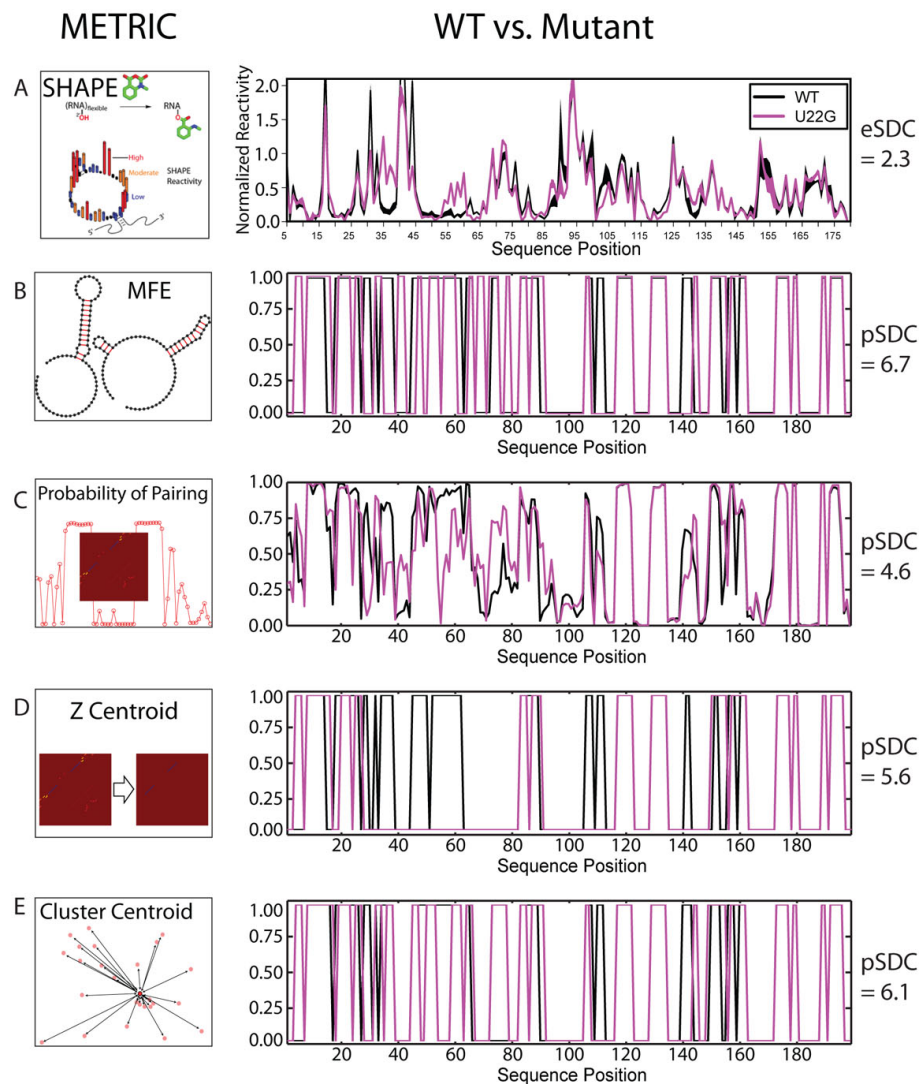 METRIC
WT vs. Mutant
A
SHAPE
(RNA)flexible
2'OH
RNA
O
High
Moderate
Low
SHAPE
Reactivity
5'
3'
Normalized Reactivity
2.0
1.5
1.0
0.5
0.0
WT
U22G
5 15 25 35 45 55 65 75 85 95 105 115 125 135 145 155 165 175
Sequence Position
eSDC
= 2.3
B
MFE
1.00
0.75
0.50
0.25
0.00
20 40 60 80 100 120 140 160 180
Sequence Position
pSDC
= 6.7
C
Probability of Pairing
1.00
0.75
0.50
0.25
0.00
20 40 60 80 100 120 140 160 180
Sequence Position
pSDC
= 4.6
D
Z Centroid
1.00
0.75
0.50
0.25
0.00
20 40 60 80 100 120 140 160 180
Sequence Position
pSDC
= 5.6
E
Cluster Centroid
1.00
0.75
0.50
0.25
0.00
20 40 60 80 100 120 140 160 180
Sequence Position
pSDC
= 6.1